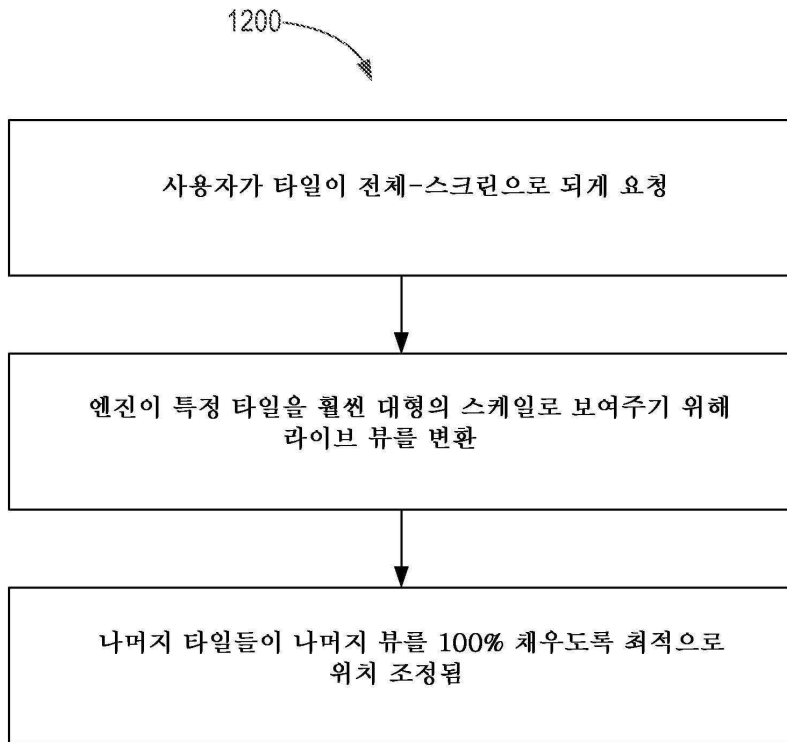 1200
사용자가 타일이 전체-스크린으로 되게 요청
엔진이 특정 타일을 훨씬 대형의 스케일로 보여주기 위해
라이브 뷰를 변환
나머지 타일들이 나머지 뷰를 100% 채우도록 최적으로
위치 조정됨